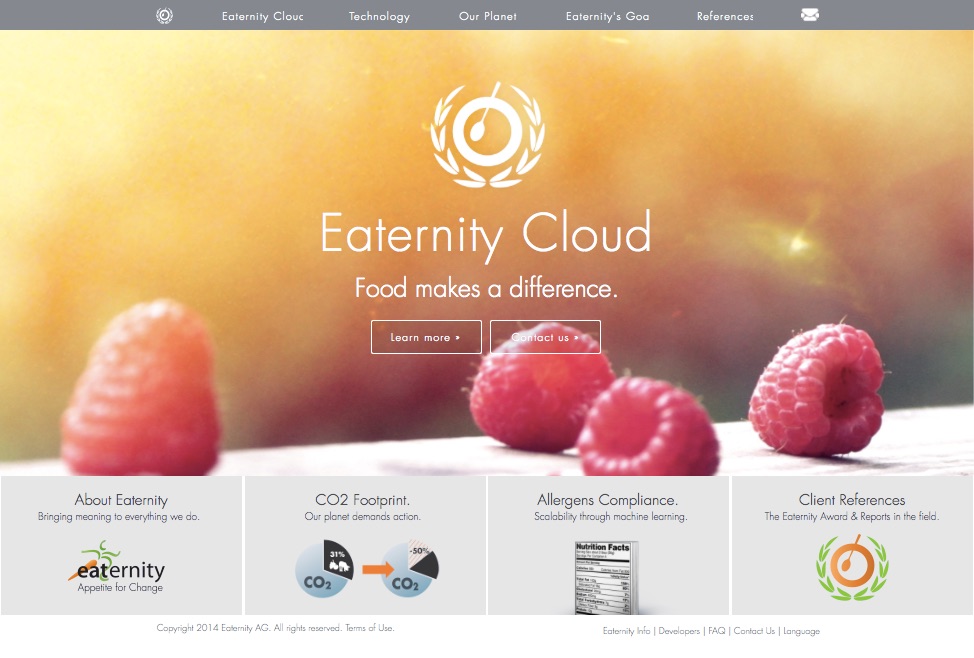 Eaternity Cloud Technology Our Planet Eaternity's Goa References
Eaternity Cloud
Food makes a difference.
Learn more » Contact us »
About Eaternity CO2 Footprint. Allergens Compliance. Client References
Bringing meaning to everything we do. Our planet demands action. Scalability through machine learning. The Eaternity Award & Reports in the field.
31% -50% Nutrition Facts
CO2 CO2
eaternity
Appetite for Change
Copyright 2014 Eaternity AG. All rights reserved. Terms of Use.
Eaternity Info | Developers | FAQ | Contact Us | Language